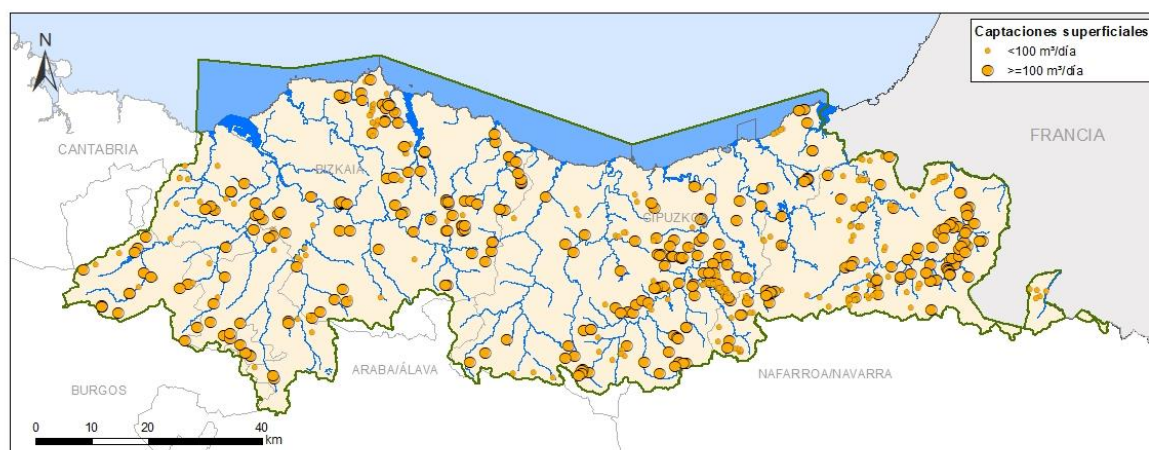 Captaciones superficiales
<100 m³/día
>=100 m³/día
N
CANTABRIA
BIZKAIA
GIPUZKOA
FRANCIA
ARABA/ÁLAVA
NAFARROA/NAVARRA
BURGOS
0 10 20 40
km